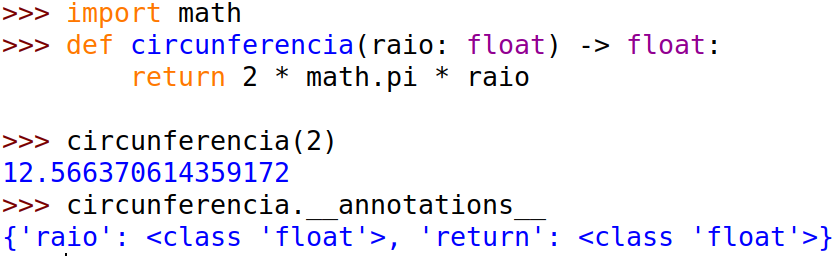 >>> import math
>>> def circunferencia(raio: float) -> float:
        return 2 * math.pi * raio
>>> circunferencia(2)
12.566370614359172
>>> circunferencia.__annotations__
{'raio': <class 'float'>, 'return': <class 'float'>}